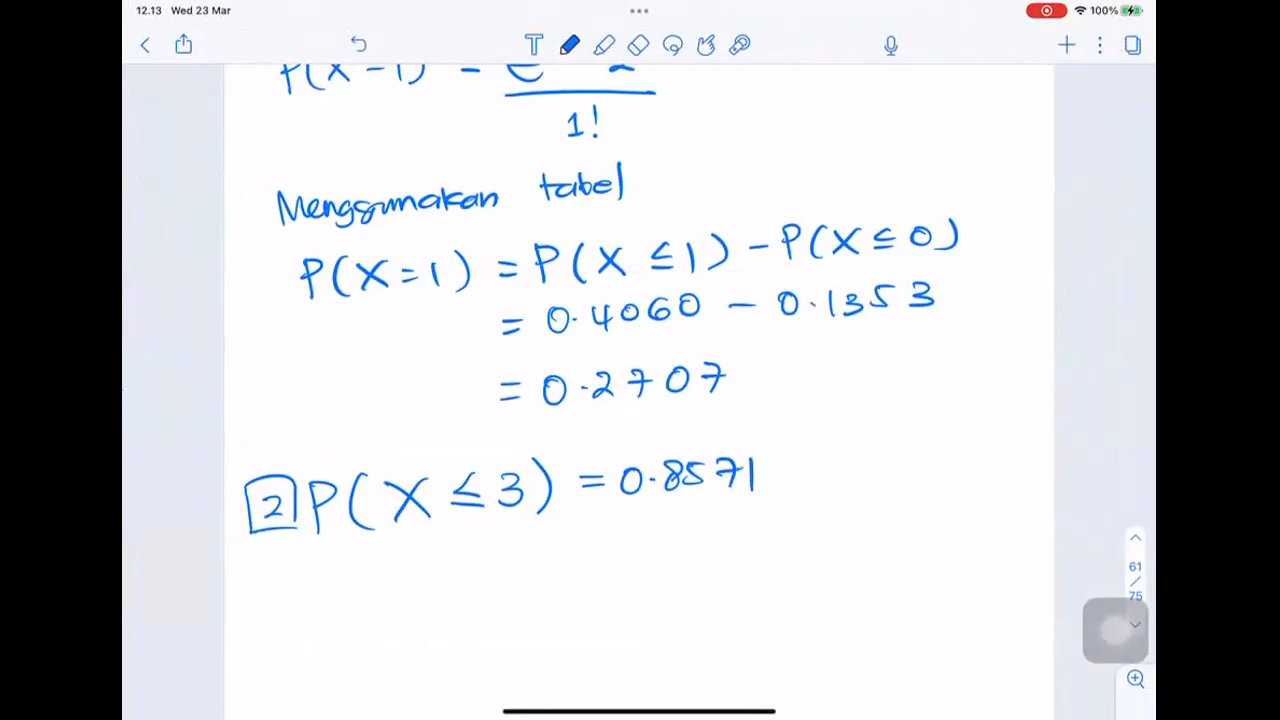 12.13 Wed 23 Mar
100%
1!
Menggunakan tabel
P(X=1) = P(X ≤ 1) - P(X ≤ 0)
= 0.4060 - 0.1353
= 0.2707
2 P(X ≤ 3) = 0.8571
61
/
75